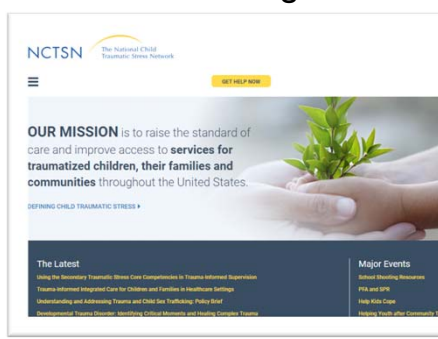 NCTSN
The National Child
Traumatic Stress Network
GET HELP NOW
OUR MISSION is to raise the standard of
care and improve access to services for
traumatized children, their families and
communities throughout the United States.
DEFINING CHILD TRAUMATIC STRESS
The Latest
Using the Secondary Traumatic Stress Core Competencies in Trauma-Informed Supervision
Trauma-Informed Integrated Care for Children and Families in Healthcare Settings
Understanding and Addressing Trauma and Child Sex Trafficking: Policy Brief
Developmental Trauma Disorder: Identifying Critical Moments and Healing Complex Trauma
Major Events
School Shooting Resources
PFA and SPR
Help Kids Cope
Helping Youth after Community